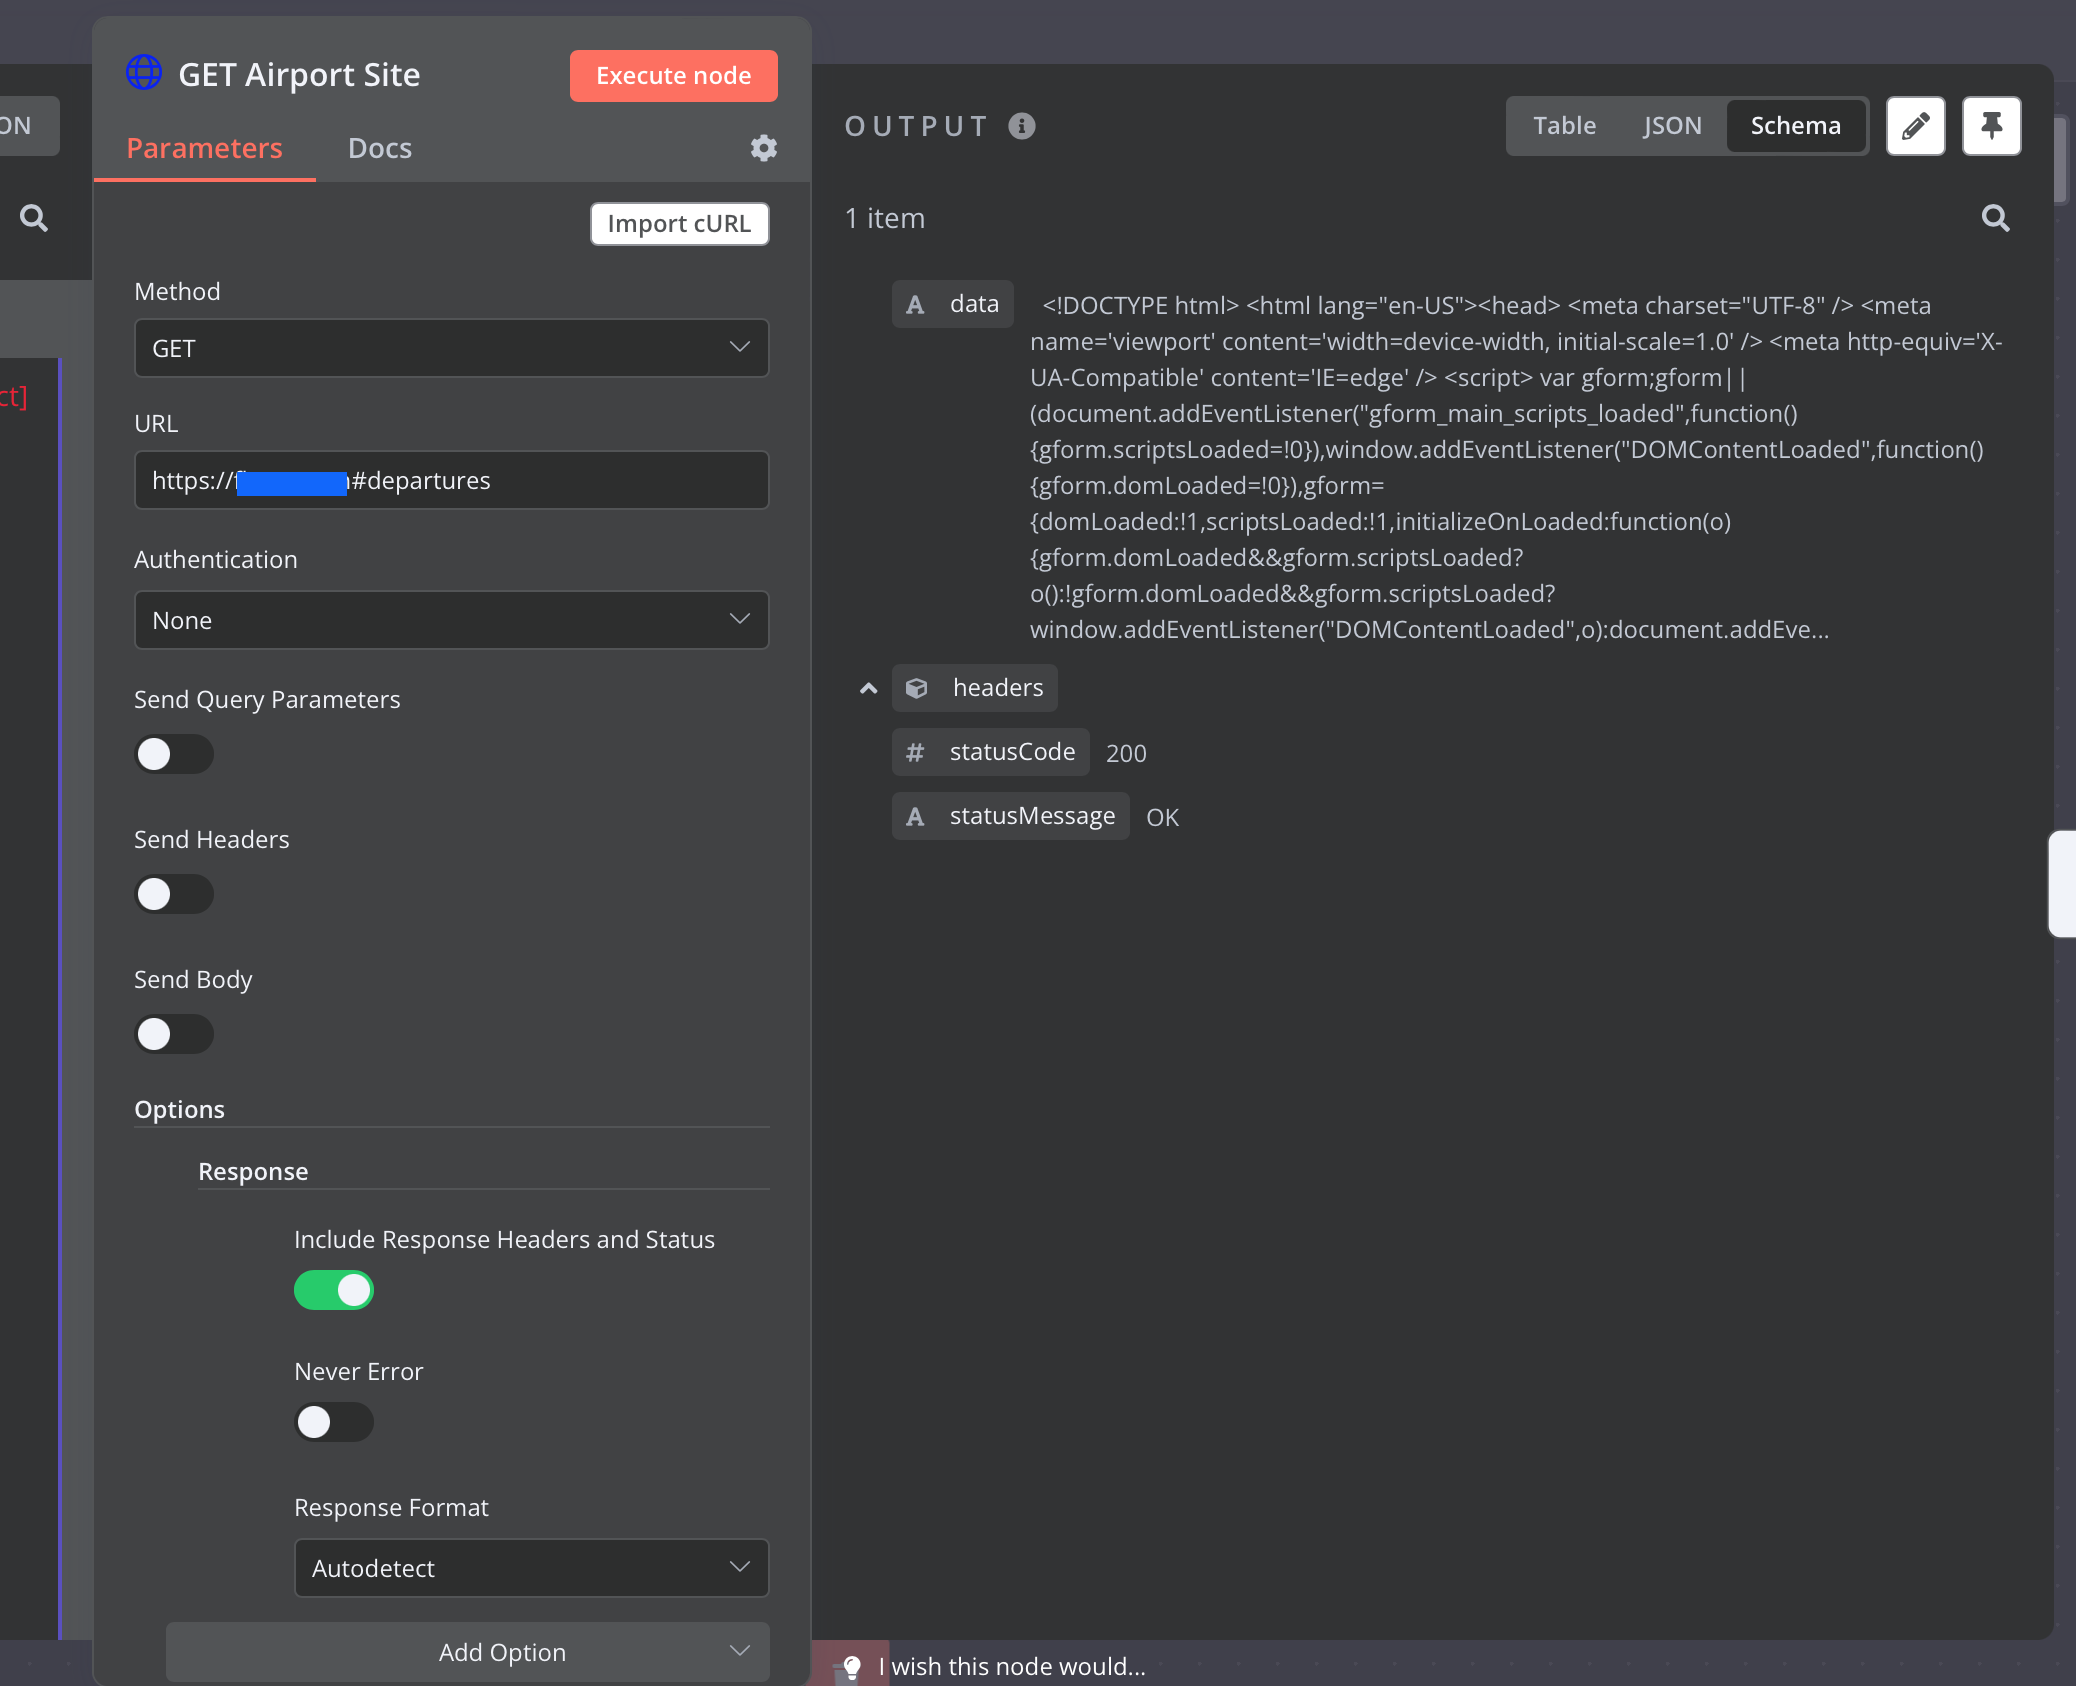 ON
ct]
GET Airport Site
Execute node
Parameters
Docs
Import cURL
Method
GET
URL
https://f #departures
Authentication
None
Send Query Parameters
Send Headers
Send Body
Options
Response
Include Response Headers and Status
Never Error
Response Format
Autodetect
Add Option
OUTPUT
Table
JSON
Schema
1 item
data
<!DOCTYPE html> <html lang="en-US"><head> <meta charset="UTF-8" /> <meta
name='viewport' content='width=device-width, initial-scale=1.0' /> <meta http-equiv='X-
UA-Compatible' content='IE=edge' /> <script> var gform;gform||
(document.addEventListener("gform_main_scripts_loaded",function()
{gform.scriptsLoaded=!0}),window.addEventListener("DOMContentLoaded",function()
{gform.domLoaded=!0}),gform=
{domLoaded:!1,scriptsLoaded:!1,initializeOnLoaded:function(o)
{gform.domLoaded&&gform.scriptsLoaded?
o():!gform.domLoaded&&gform.scriptsLoaded?
window.addEventListener("DOMContentLoaded",o):document.addEve...
headers
statusCode 200
statusMessage OK
I wish this node would...